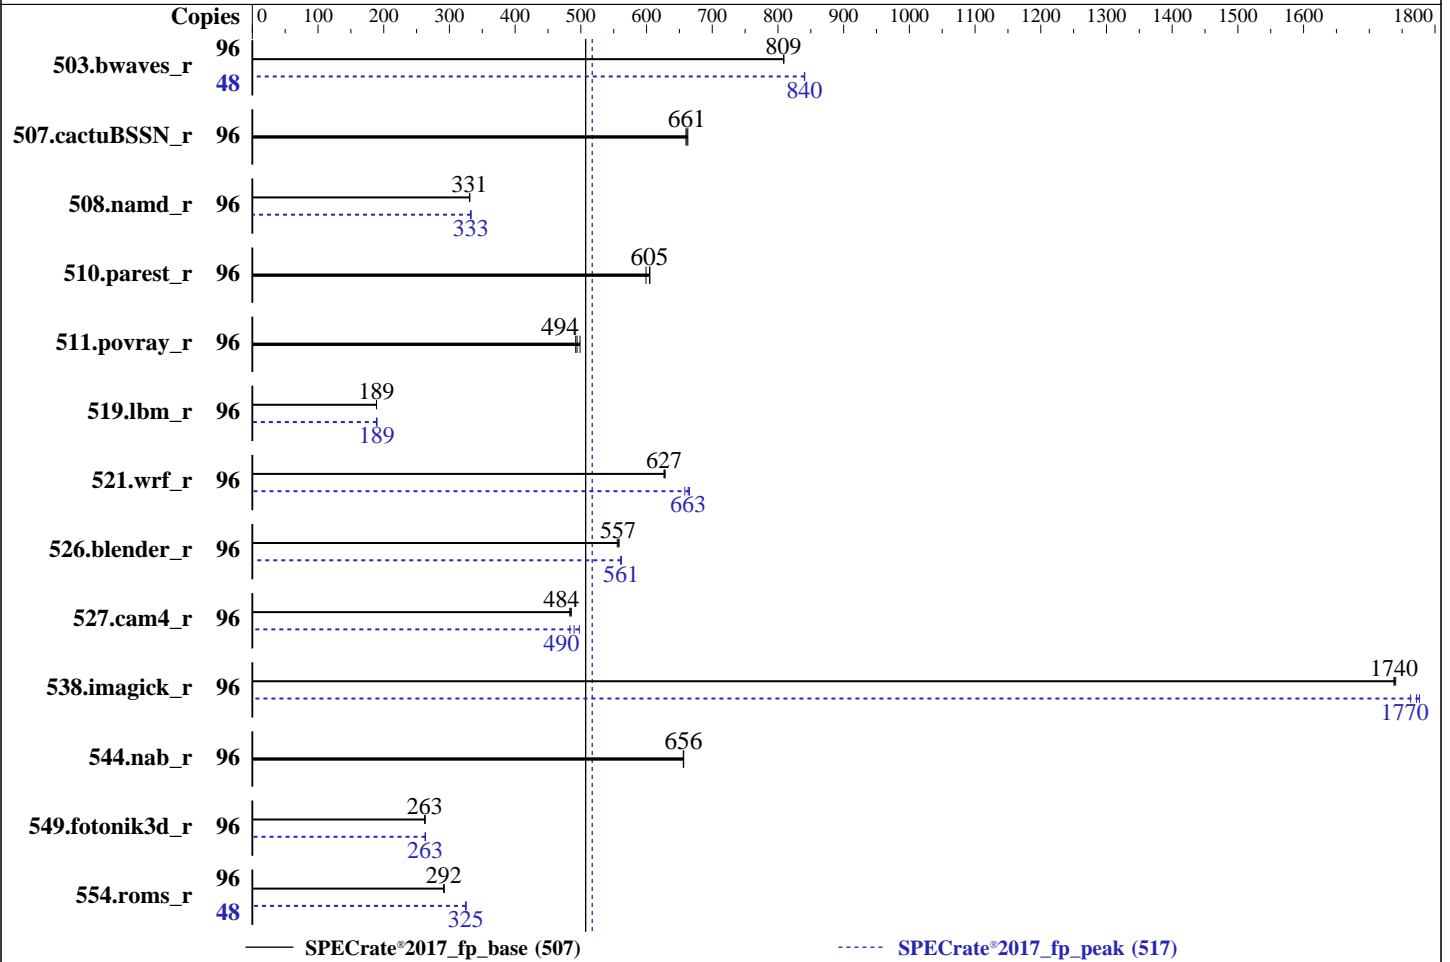 Copies 0 100 200 300 400 500 600 700 800 900 1000 1100 1200 1300 1400 1500 1600 1800
503.bwaves_r 96 809
48 840
507.cactuBSSN_r 96 661
508.namd_r 96 331
333
510.parest_r 96 605
511.povray_r 96 494
519.lbm_r 96 189
189
521.wrf_r 96 627
663
526.blender_r 96 557
561
527.cam4_r 96 484
490
538.imagick_r 96 1740
1770
544.nab_r 96 656
549.fotonik3d_r 96 263
263
554.roms_r 96 292
48 325
SPECrate®2017_fp_base (507) SPECrate®2017_fp_peak (517)